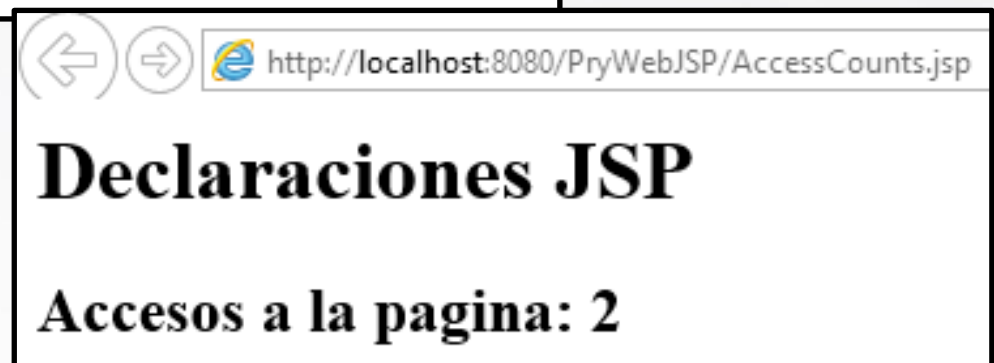 http://localhost:8080/PryWebJSP/AccessCounts.jsp
Declaraciones JSP
Accesos a la pagina: 2